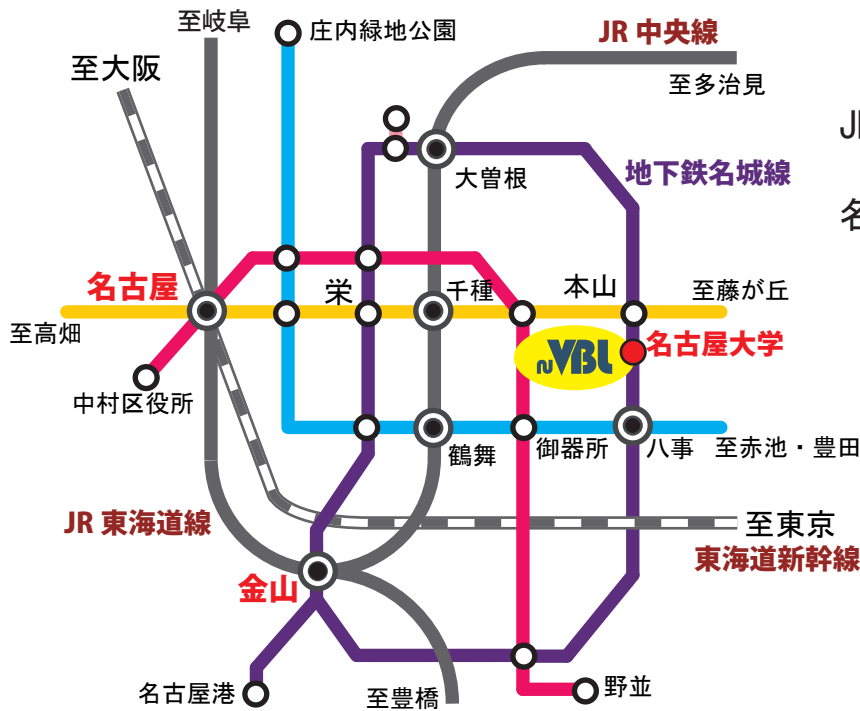 至岐阜
庄内緑地公園
JR 中央線
至大阪
至多治見
JR
大曽根
地下鉄名城線
名
名古屋
栄
千種
本山
至藤が丘
至高畑
VBL
名古屋大学
中村区役所
鶴舞
御器所
八事
至赤池・豊田
JR 東海道線
至東京
東海道新幹線
金山
名古屋港
至豊橋
野並